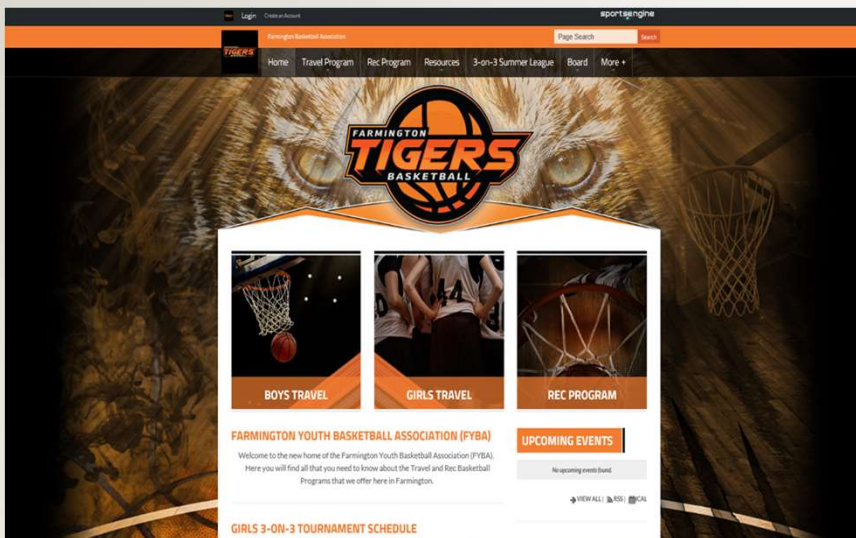 Login Create an Account
sportsengine
Farmington Basketball Association
Page Search Search
FARMINGTON
TIGERS
Home Travel Program Rec Program Resources 3-on-3 Summer League Board More +
FARMINGTON
TIGERS
BASKETBALL
44
BOYS TRAVEL GIRLS TRAVEL REC PROGRAM
FARMINGTON YOUTH BASKETBALL ASSOCIATION (FYBA)
Welcome to the new home of the Farmington Youth Basketball Association (FYBA).
Here you will find all that you need to know about the Travel and Rec Basketball
Programs that we offer here in Farmington.
UPCOMING EVENTS
No upcoming events found.
VIEW ALL | RSS | iCAL
GIRLS 3-ON-3 TOURNAMENT SCHEDULE